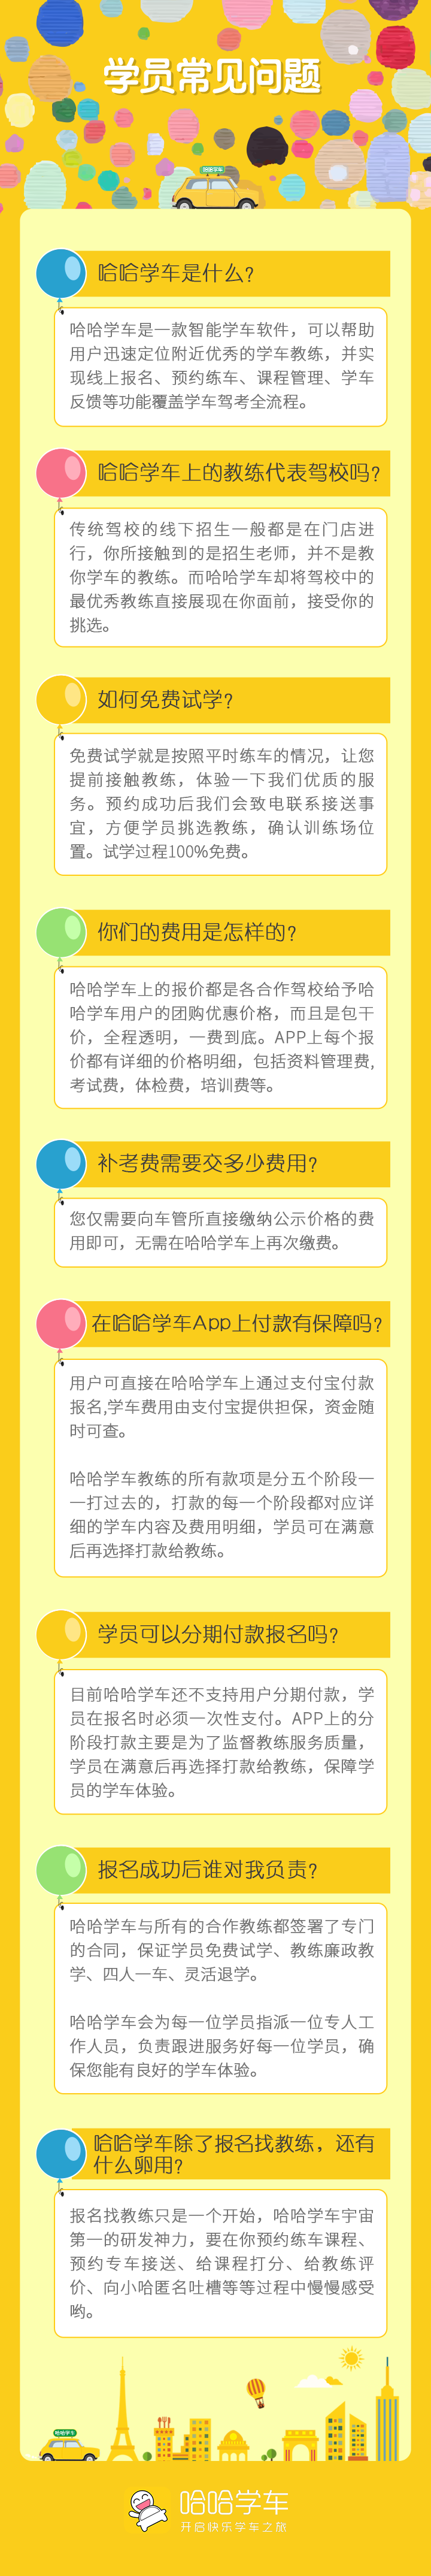 学员常见问题
哈哈学车
哈哈学车是什么？
哈哈学车是一款智能学车软件，可以帮助
用户迅速定位附近优秀的学车教练，并实
现线上报名、预约练车、课程管理、学车
反馈等功能覆盖学车驾考全流程。
哈哈学车上的教练代表驾校吗？
传统驾校的线下招生一般都是在门店进
行，你所接触到的是招生老师，并不是教
你学车的教练。而哈哈学车却将驾校中的
最优秀教练直接展现在你面前，接受你的
挑选。
如何免费试学？
免费试学就是按照平时练车的情况，让您
提前接触教练，体验一下我们优质的服
务。预约成功后我们会致电联系接送事
宜，方便学员挑选教练，确认训练场位
置。试学过程100%免费。
你们的费用是怎样的？
哈哈学车上的报价都是各合作驾校给予哈
哈学车用户的团购优惠价格，而且是包干
价，全程透明，一费到底。APP上每个报
价都有详细的价格明细，包括资料管理费,
考试费，体检费，培训费等。
补考费需要交多少费用？
您仅需要向车管所直接缴纳公示价格的费
用即可，无需在哈哈学车上再次缴费。
在哈哈学车App上付款有保障吗？
用户可直接在哈哈学车上通过支付宝付款
报名,学车费用由支付宝提供担保，资金随
时可查。
哈哈学车教练的所有款项是分五个阶段一
一打过去的，打款的每一个阶段都对应详
细的学车内容及费用明细，学员可在满意
后再选择打款给教练。
学员可以分期付款报名吗？
目前哈哈学车还不支持用户分期付款，学
员在报名时必须一次性支付。APP上的分
阶段打款主要是为了监督教练服务质量，
学员在满意后再选择打款给教练，保障学
员的学车体验。
报名成功后谁对我负责？
哈哈学车与所有的合作教练都签署了专门
的合同，保证学员免费试学、教练廉政教
学、四人一车、灵活退学。
哈哈学车会为每一位学员指派一位专人工
作人员，负责跟进服务好每一位学员，确
保您能有良好的学车体验。
哈哈学车除了报名找教练，还有
什么卵用？
报名找教练只是一个开始，哈哈学车宇宙
第一的研发神力，要在你预约练车课程、
预约专车接送、给课程打分、给教练评
价、向小哈匿名吐槽等等过程中慢慢感受
哟。
哈哈学车
哈哈学车
开启快乐学车之旅